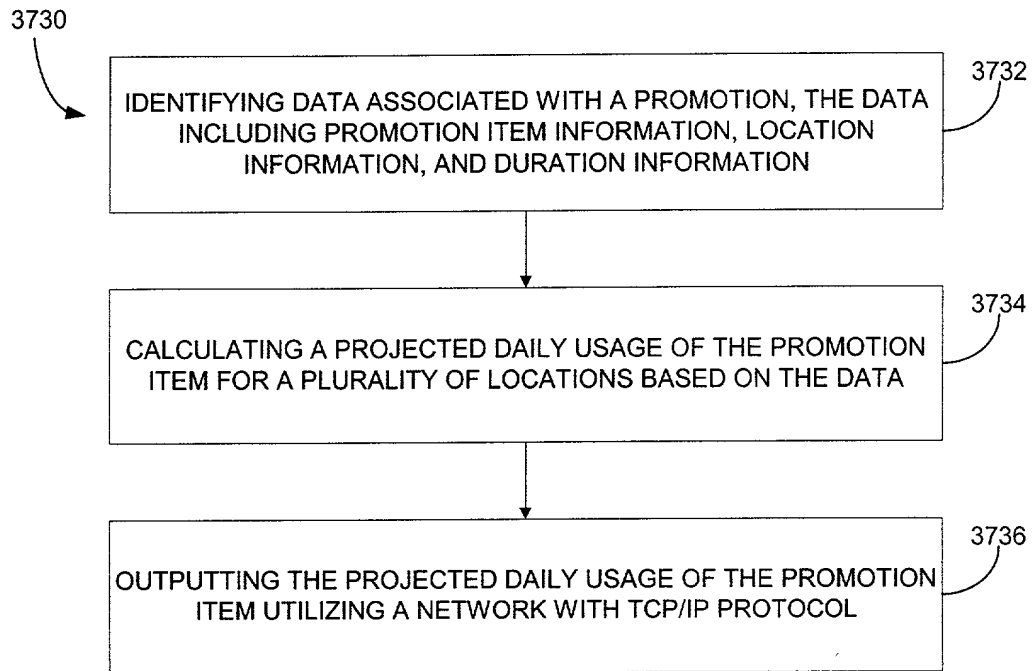 3730
3732
IDENTIFYING DATA ASSOCIATED WITH A PROMOTION, THE DATA
INCLUDING PROMOTION ITEM INFORMATION, LOCATION
INFORMATION, AND DURATION INFORMATION
3734
CALCULATING A PROJECTED DAILY USAGE OF THE PROMOTION
ITEM FOR A PLURALITY OF LOCATIONS BASED ON THE DATA
3736
OUTPUTTING THE PROJECTED DAILY USAGE OF THE PROMOTION
ITEM UTILIZING A NETWORK WITH TCP/IP PROTOCOL